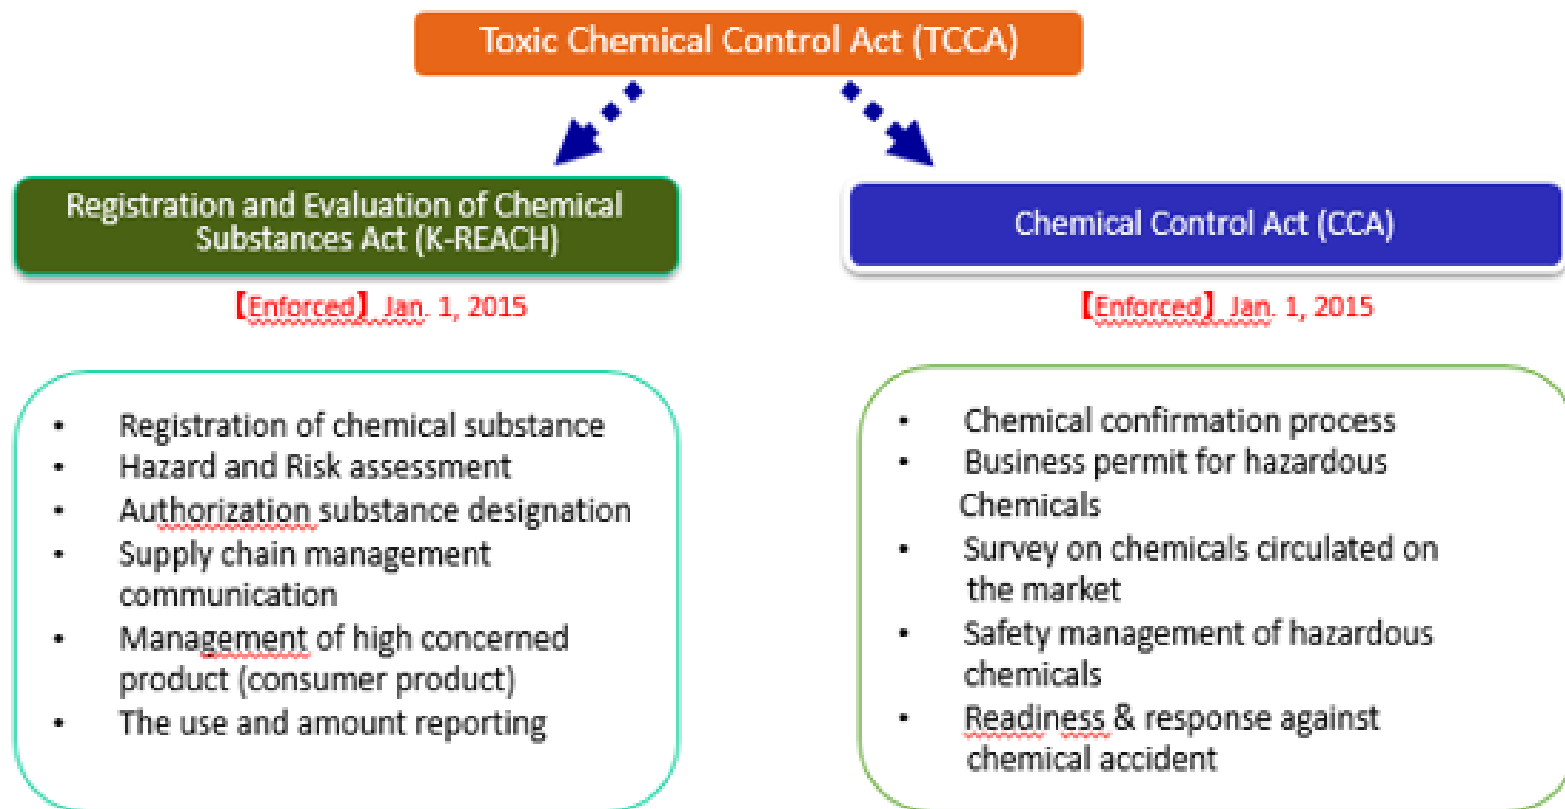 Toxic Chemical Control Act (TCCA)
Registration and Evaluation of Chemical
Substances Act (K-REACH)
【Enforced】 Jan. 1, 2015
• Registration of chemical substance
• Hazard and Risk assessment
• Authorization substance designation
• Supply chain management
communication
• Management of high concerned
product (consumer product)
• The use and amount reporting
Chemical Control Act (CCA)
【Enforced】 Jan. 1, 2015
• Chemical confirmation process
• Business permit for hazardous
Chemicals
• Survey on chemicals circulated on
the market
• Safety management of hazardous
chemicals
• Readiness & response against
chemical accident